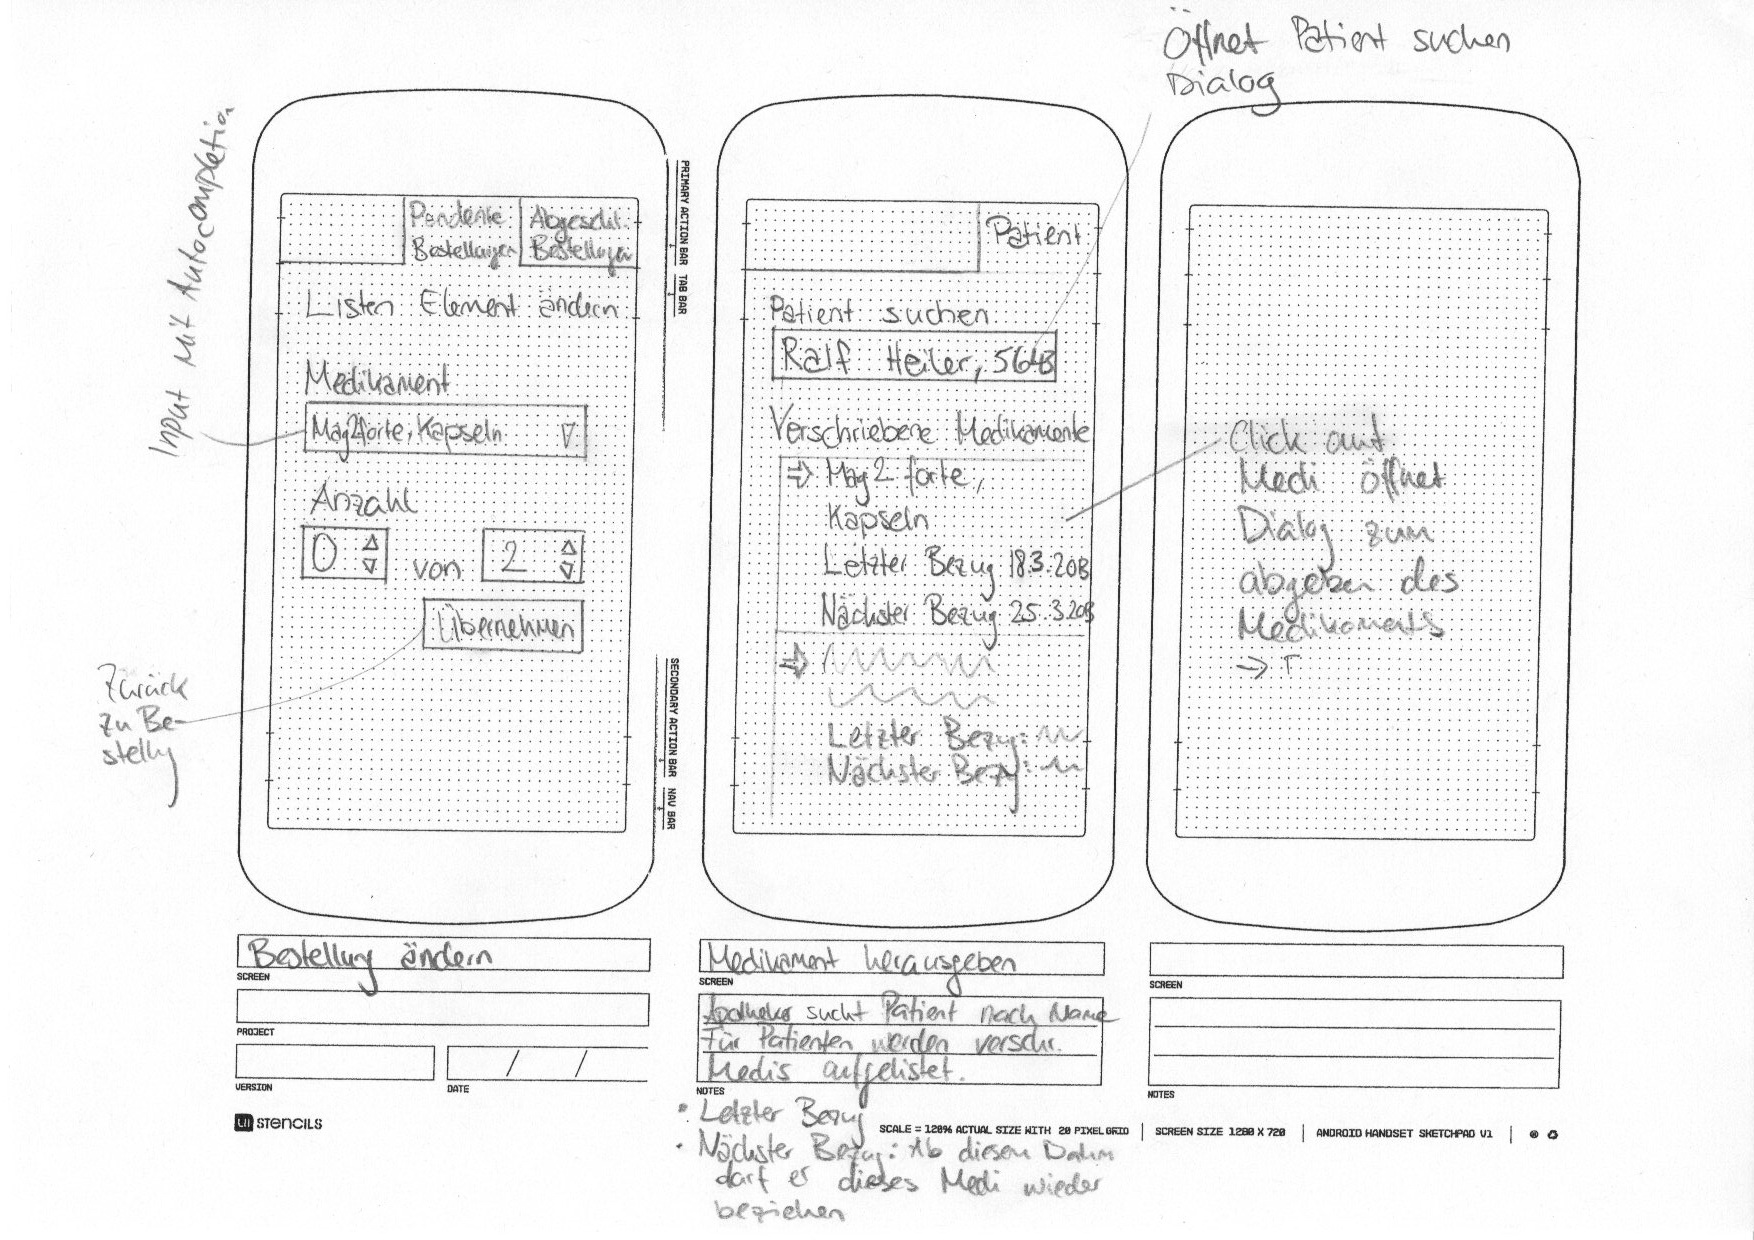 Öffnet Patient suchen
Dialog
Input Mit Autocompletion
Pendente
Bestellungen
Abgeschl.
Bestellungen
Listen Element ändern
Medikament
Mag2forte, Kapseln
Anzahl
0 von 2
Übernehmen
Zurück
zu Be-
stellung
PRIMARY ACTION BAR
TAB BAR
SECONDARY ACTION BAR
NAV BAR
Patient
Patient suchen
Ralf Heiler, 5643
Verschriebene Medikamente
⇒ Mag2 forte,
Kapseln
Letzter Bezug 18.3.2013
Nächster Bezug 25.3.2013
⇒
Letzter Bezug:
Nächster Bezug:
Click auf
Medi öffnet
Dialog zum
abgeben des
Medikaments
→
Bestellung ändern
SCREEN
PROJECT
/ /
VERSION
DATE
UI STENCILS
Medikament herausgeben
SCREEN
Apotheker sucht Patient nach Name
Für Patienten werden verschr.
Medis aufgelistet.
NOTES
• Letzter Bezug
• Nächster Bezug: Ab diesem Datum
darf er dieses Medi wieder
beziehen
SCREEN
NOTES
SCALE = 120% ACTUAL SIZE WITH 20 PIXEL GRID | SCREEN SIZE 1280 X 720 | ANDROID HANDSET SKETCHPAD V1 |